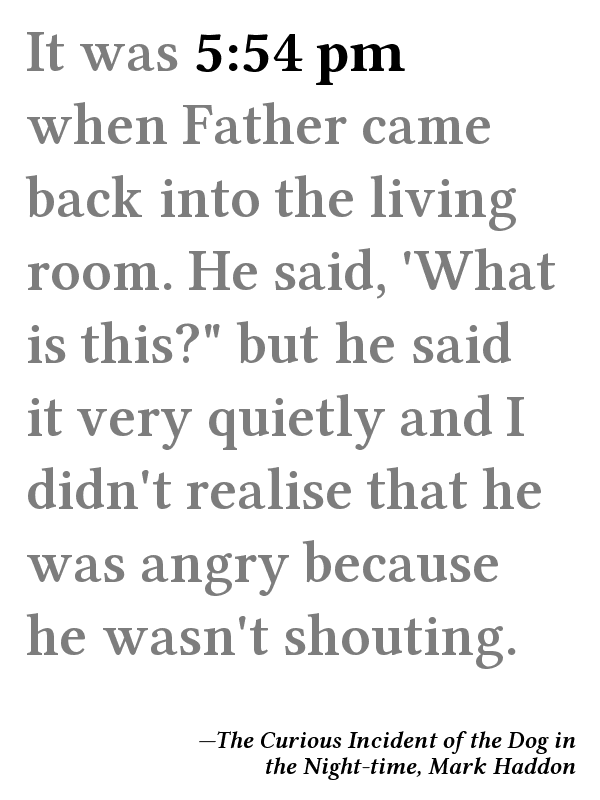 It was 5:54 pm
when Father came
back into the living
room. He said, 'What
is this?" but he said
it very quietly and I
didn't realise that he
was angry because
he wasn't shouting.
—The Curious Incident of the Dog in
the Night-time, Mark Haddon